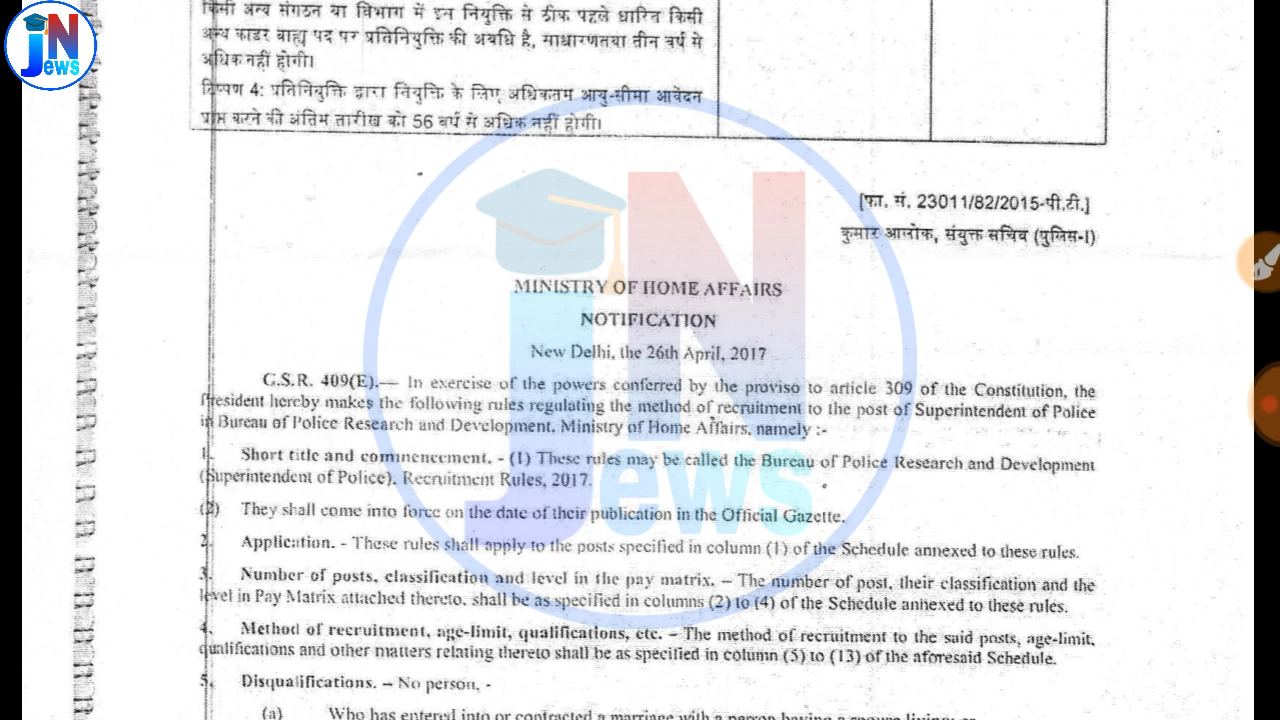 JN
ews
किसी अन्य संगठन या विभाग में इन नियुक्ति से ठीक पहले धारित किसी
अन्य काडर बाह्य पद पर प्रतिनियुक्ति की अवधि है, साधारणतया तीन वर्ष से
अधिक नहीं होगी।
टिप्पण 4: प्रतिनियुक्ति द्वारा नियुक्ति के लिए अधिकतम आयु-सीमा आवेदन
प्राप्त करने की अंतिम तारीख को 56 वर्ष से अधिक नहीं होगी।
[फा. सं. 23011/82/2015-पी.टी.]
कुमार आलोक, संयुक्त सचिव (पुलिस-I)
MINISTRY OF HOME AFFAIRS
NOTIFICATION
New Delhi, the 26th April, 2017
G.S.R. 409(E).— In exercise of the powers conferred by the proviso to article 309 of the Constitution, the
President hereby makes the following rules regulating the method of recruitment to the post of Superintendent of Police
in Bureau of Police Research and Development, Ministry of Home Affairs, namely :-
1. Short title and commencement. - (1) These rules may be called the Bureau of Police Research and Development
(Superintendent of Police), Recruitment Rules, 2017.
(2) They shall come into force on the date of their publication in the Official Gazette.
2. Application. - These rules shall apply to the posts specified in column (1) of the Schedule annexed to these rules.
3. Number of posts, classification and level in the pay matrix. – The number of post, their classification and the
level in Pay Matrix attached thereto, shall be as specified in columns (2) to (4) of the Schedule annexed to these rules.
4. Method of recruitment, age-limit, qualifications, etc. – The method of recruitment to the said posts, age-limit,
qualifications and other matters relating thereto shall be as specified in column (5) to (13) of the aforesaid Schedule.
5. Disqualifications. – No person, -
(a) Who has entered into or contracted a marriage with a person having a spouse living; or
JN
ews